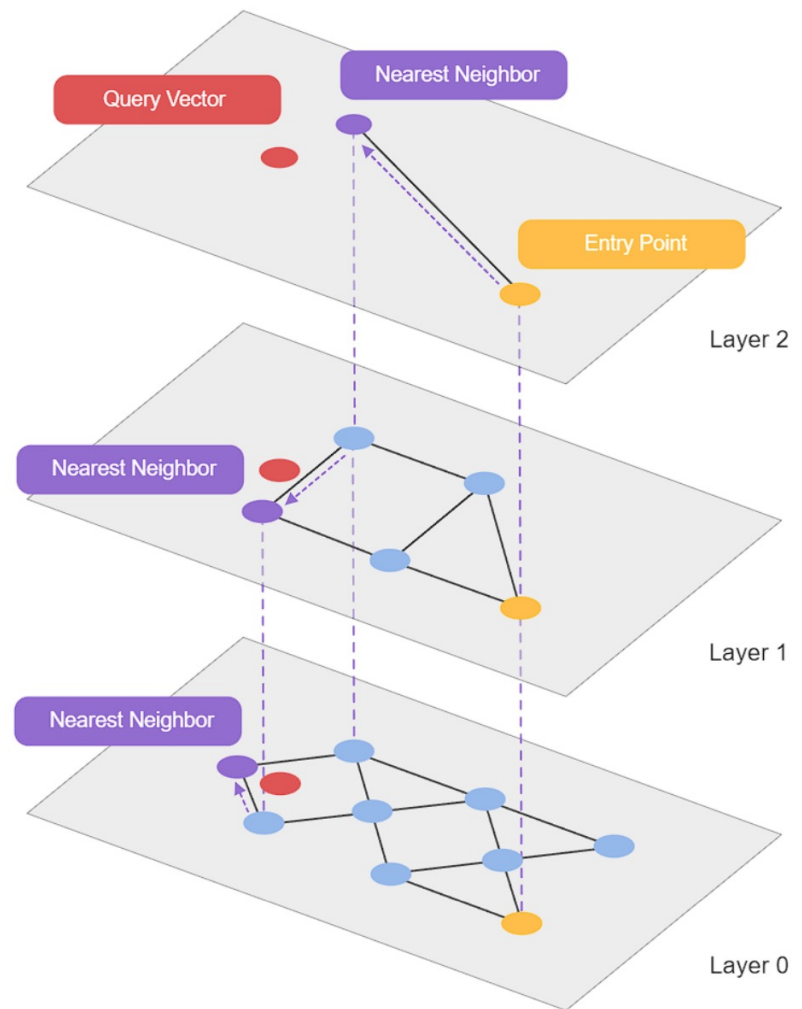 Nearest Neighbor
Query Vector
Entry Point
Layer 2
Nearest Neighbor
Layer 1
Nearest Neighbor
Layer 0